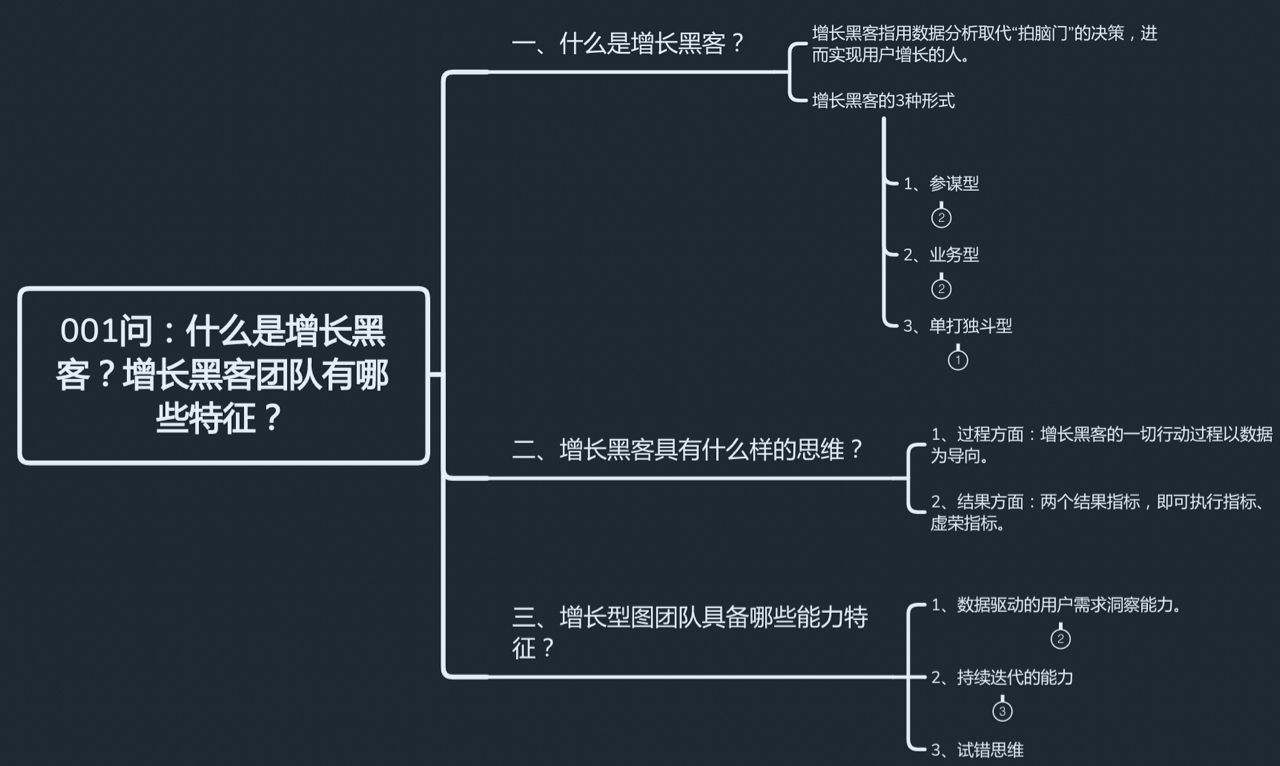 001问：什么是增长黑
客？增长黑客团队有哪
些特征？
一、什么是增长黑客？
增长黑客指用数据分析取代“拍脑门”的决策，进
而实现用户增长的人。
增长黑客的3种形式
1、参谋型
2
2、业务型
2
3、单打独斗型
1
二、增长黑客具有什么样的思维？
1、过程方面：增长黑客的一切行动过程以数据
为导向。
2、结果方面：两个结果指标，即可执行指标、
虚荣指标。
三、增长型图团队具备哪些能力特
征？
1、数据驱动的用户需求洞察能力。
2
2、持续迭代的能力
3
3、试错思维